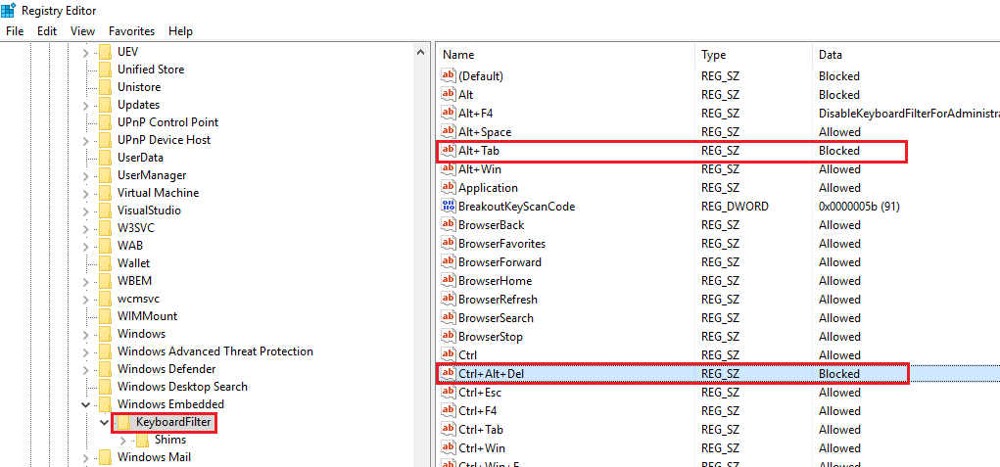 Registry Editor
File Edit View Favorites Help
UEV
Unified Store
Unistore
Updates
UPnP Control Point
UPnP Device Host
UserData
UserManager
Virtual Machine
VisualStudio
W3SVC
WAB
Wallet
WBEM
wcmsvc
WIMMount
Windows
Windows Advanced Threat Protection
Windows Defender
Windows Desktop Search
Windows Embedded
KeyboardFilter
Shims
Windows Mail
Name Type Data
(Default) REG_SZ Blocked
Alt REG_SZ Blocked
Alt+F4 REG_SZ DisableKeyboardFilterForAdministra
Alt+Space REG_SZ Allowed
Alt+Tab REG_SZ Blocked
Alt+Win REG_SZ Allowed
Application REG_SZ Allowed
BreakoutKeyScanCode REG_DWORD 0x0000005b (91)
BrowserBack REG_SZ Allowed
BrowserFavorites REG_SZ Allowed
BrowserForward REG_SZ Allowed
BrowserHome REG_SZ Allowed
BrowserRefresh REG_SZ Allowed
BrowserSearch REG_SZ Allowed
BrowserStop REG_SZ Allowed
Ctrl REG_SZ Allowed
Ctrl+Alt+Del REG_SZ Blocked
Ctrl+Esc REG_SZ Allowed
Ctrl+F4 REG_SZ Allowed
Ctrl+Tab REG_SZ Allowed
Ctrl+Win REG_SZ Allowed
REG_SZ Allowed